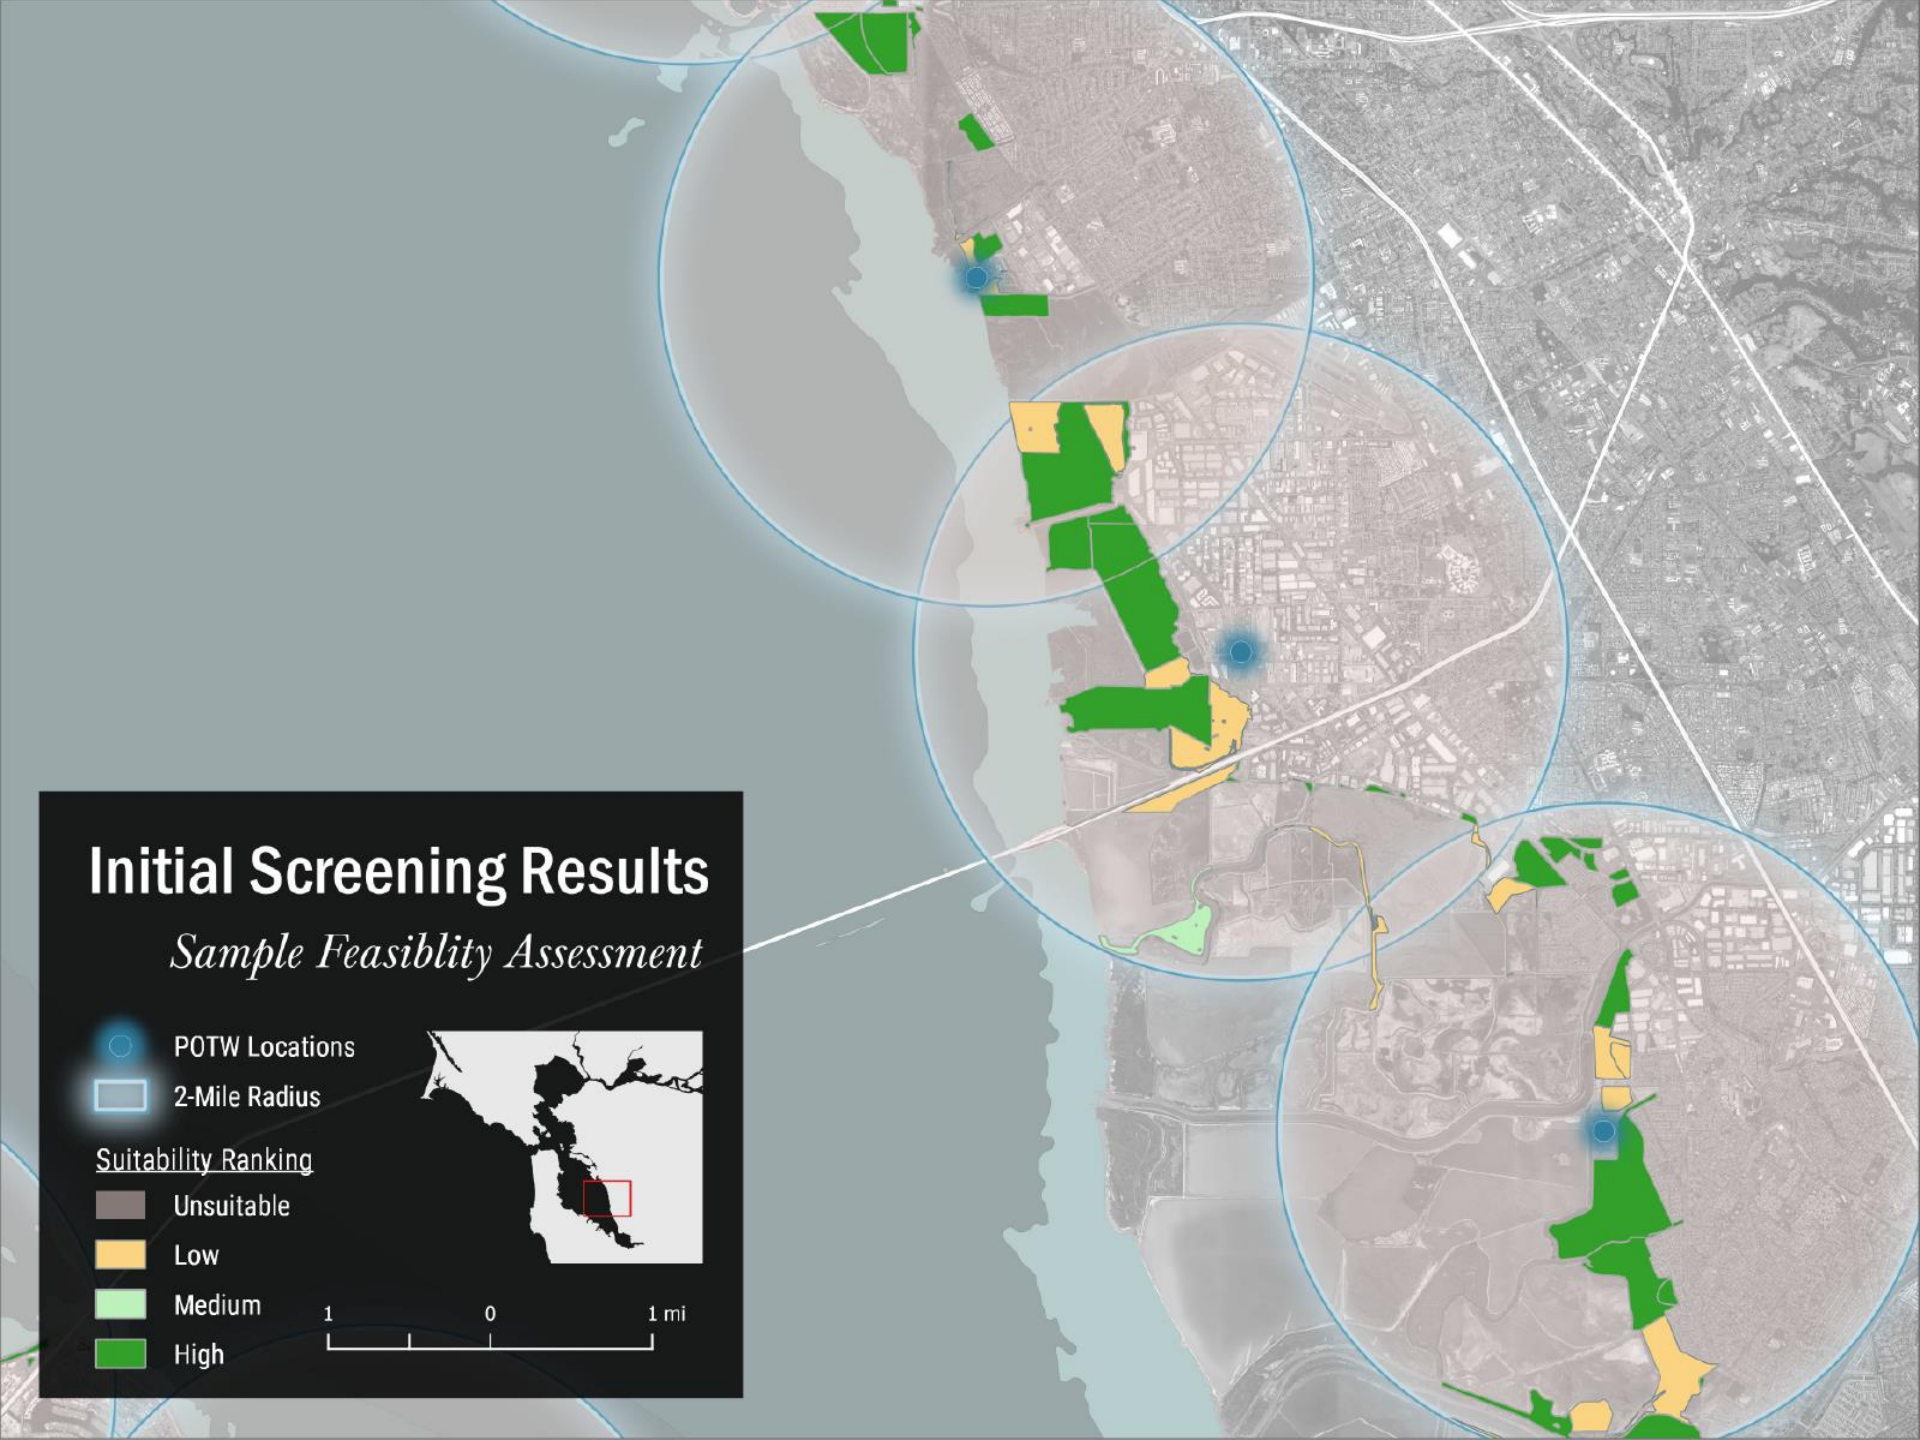 Initial Screening Results
Sample Feasiblity Assessment
POTW Locations
2-Mile Radius
Suitability Ranking
Unsuitable
Low
Medium
High
1 0 1 mi